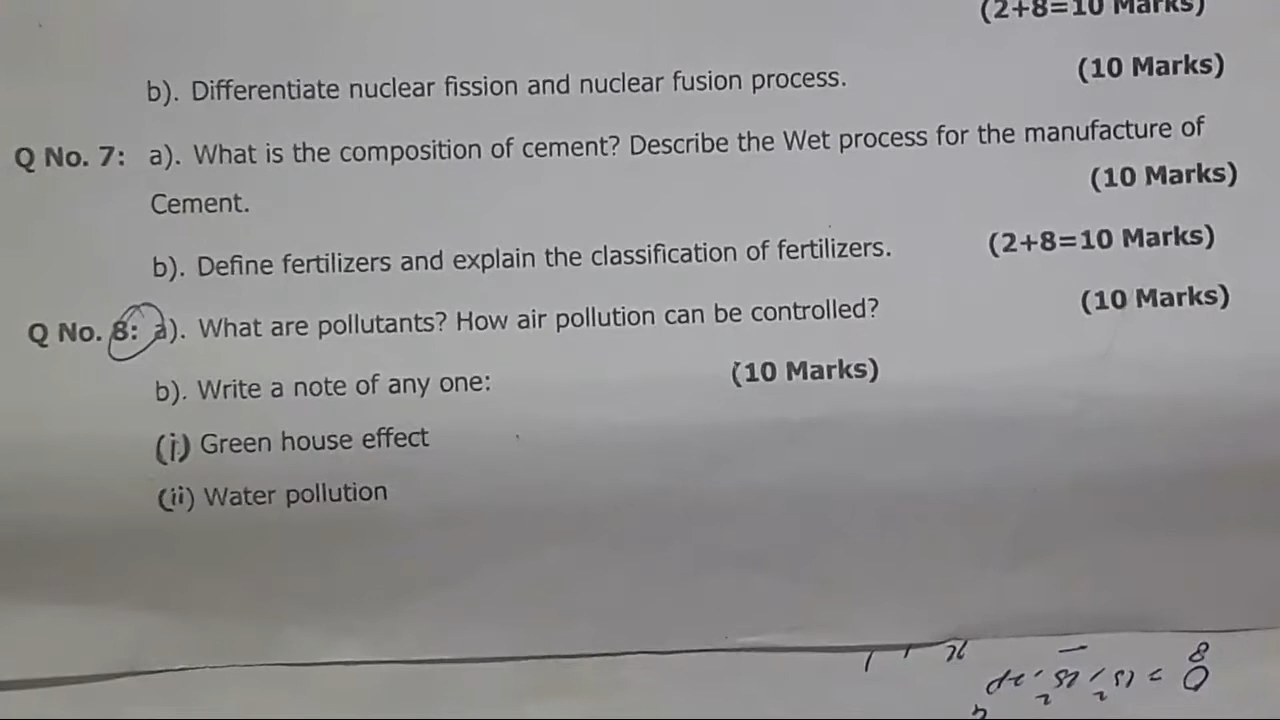 (2+8=10 Marks)
b). Differentiate nuclear fission and nuclear fusion process. (10 Marks)
Q No. 7: a). What is the composition of cement? Describe the Wet process for the manufacture of
Cement. (10 Marks)
b). Define fertilizers and explain the classification of fertilizers. (2+8=10 Marks)
Q No. 8: a). What are pollutants? How air pollution can be controlled? (10 Marks)
b). Write a note of any one: (10 Marks)
(i) Green house effect
(ii) Water pollution